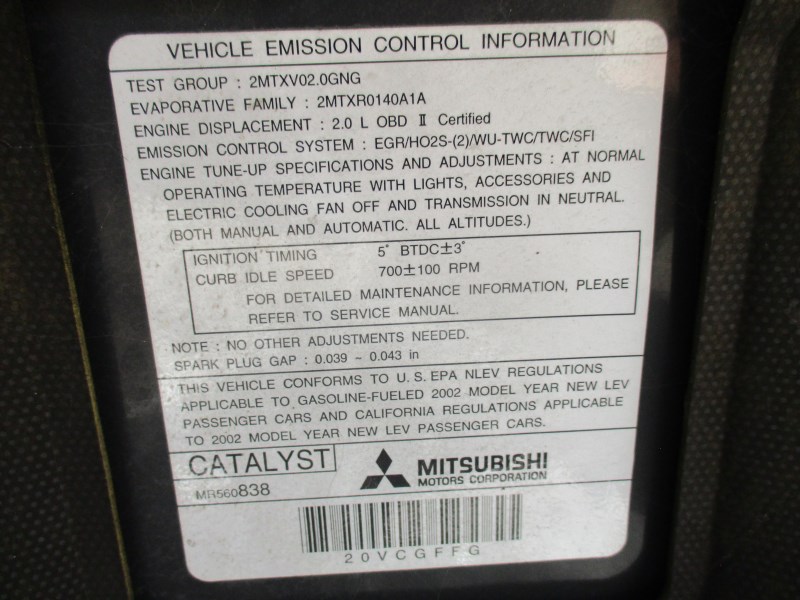 VEHICLE EMISSION CONTROL INFORMATION
TEST GROUP : 2MTXV02.0GNG
EVAPORATIVE FAMILY : 2MTXR0140A1A
ENGINE DISPLACEMENT : 2.0 L OBD Ⅱ Certified
EMISSION CONTROL SYSTEM : EGR/HO2S-(2)/WU-TWC/TWC/SFI
ENGINE TUNE-UP SPECIFICATIONS AND ADJUSTMENTS : AT NORMAL
OPERATING TEMPERATURE WITH LIGHTS, ACCESSORIES AND
ELECTRIC COOLING FAN OFF AND TRANSMISSION IN NEUTRAL.
(BOTH MANUAL AND AUTOMATIC. ALL ALTITUDES.)
IGNITION TIMING 5° BTDC±3°
CURB IDLE SPEED 700±100 RPM
FOR DETAILED MAINTENANCE INFORMATION, PLEASE
REFER TO SERVICE MANUAL.
NOTE : NO OTHER ADJUSTMENTS NEEDED.
SPARK PLUG GAP : 0.039 ~ 0.043 in
THIS VEHICLE CONFORMS TO U.S. EPA NLEV REGULATIONS
APPLICABLE TO GASOLINE-FUELED 2002 MODEL YEAR NEW LEV
PASSENGER CARS AND CALIFORNIA REGULATIONS APPLICABLE
TO 2002 MODEL YEAR NEW LEV PASSENGER CARS.
CATALYST
MITSUBISHI
MOTORS CORPORATION
MR560838
20VCGFFG